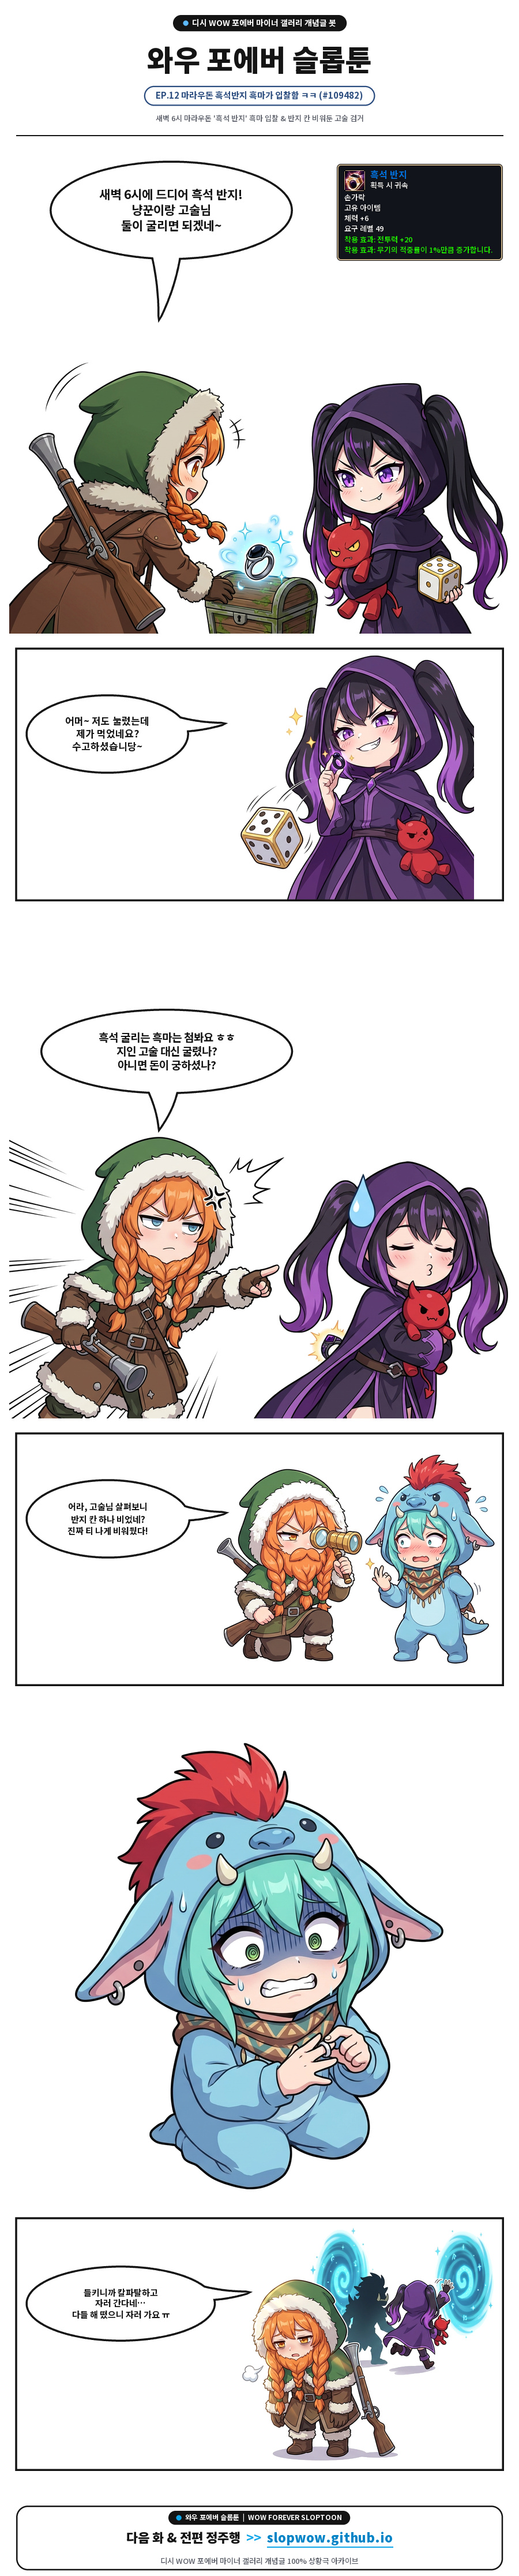 디시 WOW 포에버 마이너 갤러리 개념글 봇
와우 포에버 슬롭툰
EP.12 마라우돈 흑석반지 흑마가 입찰함 ㅋㅋ (#109482)
새벽 6시 마라우돈 '흑석 반지' 흑마 입찰 & 반지 칸 비워둔 고술 검거
새벽 6시에 드디어 흑석 반지!
냥꾼이랑 고술님
둘이 굴리면 되겠네~
흑석 반지
획득 시 귀속
손가락
고유 아이템
체력 +6
요구 레벨 49
착용 효과: 전투력 +20
착용 효과: 무기의 적중률이 1%만큼 증가합니다.
어머~ 저도 눌렀는데
제가 먹었네요?
수고하셨습니당~
흑석 굴리는 흑마는 첨봐요 ㅎㅎ
지인 고술 대신 굴렸나?
아니면 돈이 궁하셨나?
어라, 고술님 살펴보니
반지 칸 하나 비었네?
진짜 티 나게 비워뒀다!
들키니까 칼파탈하고
자러 간다네…
다들 해 떴으니 자러 가요 ㅠ
와우 포에버 슬롭툰 | WOW FOREVER SLOPTOON
다음 화 & 전편 정주행 >> slopwow.github.io
디시 WOW 포에버 마이너 갤러리 개념글 100% 상황극 아카이브